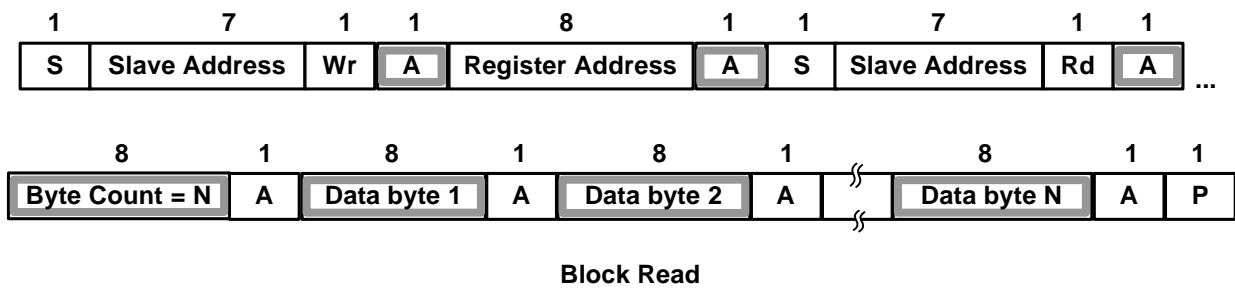 1 7 1 1 8 1 1 7 1 1
S Slave Address Wr A Register Address A S Slave Address Rd A ...
8 1 8 1 8 1 8 1 1
Byte Count = N A Data byte 1 A Data byte 2 A Data byte N A P
Block Read